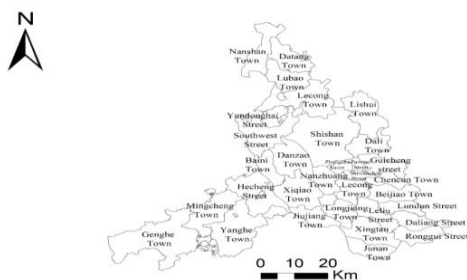 N
Nanshan
Town
Datang
Town
Lubao
Town
Lecong
Town
Lishui
Town
Yundonghai
Street
Southwest
Street
Shishan
Town
Dali
Town
Baini
Town
Danzao
Town
Guicheng
street
Nanzhuang
Town
Chencun Town
Hecheng
Street
Xiqiao
Town
Lecong
Town
Beijiao Town
Mingcheng
Town
Lundun Street
Jiujiang
Town
Longjiang
Town
Leliu
Street
Daliang Street
Genghe
Town
Yanghe
Town
Xingtan
Town
Ronggui Street
Junan
Town
0 10 20
Km